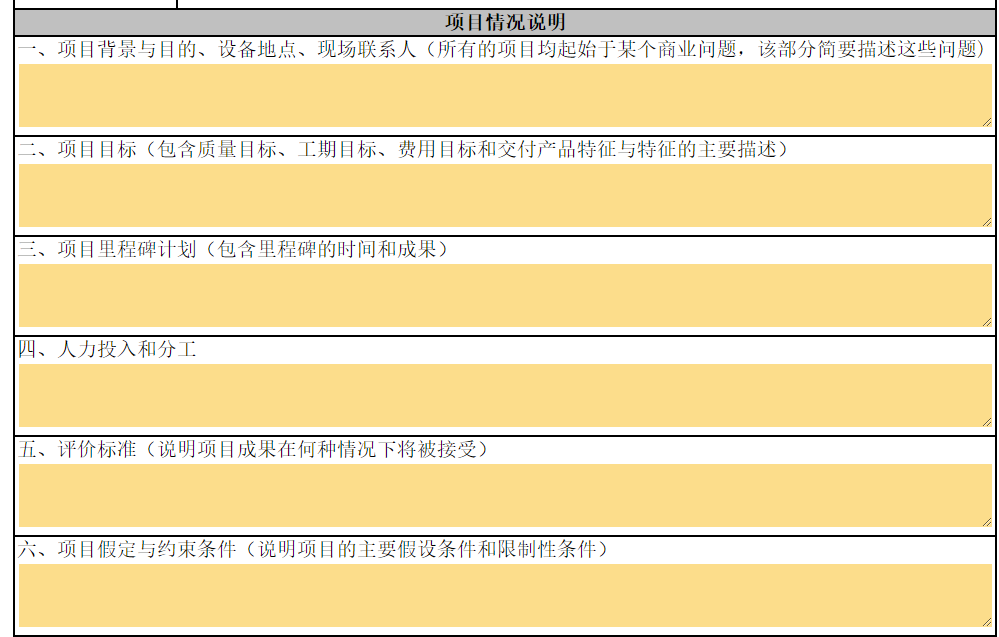 项目情况说明
一、项目背景与目的、设备地点、现场联系人（所有的项目均起始于某个商业问题，该部分简要描述这些问题）
二、项目目标（包含质量目标、工期目标、费用目标和交付产品特征与特征的主要描述）
三、项目里程碑计划（包含里程碑的时间和成果）
四、人力投入和分工
五、评价标准（说明项目成果在何种情况下将被接受）
六、项目假定与约束条件（说明项目的主要假设条件和限制性条件）